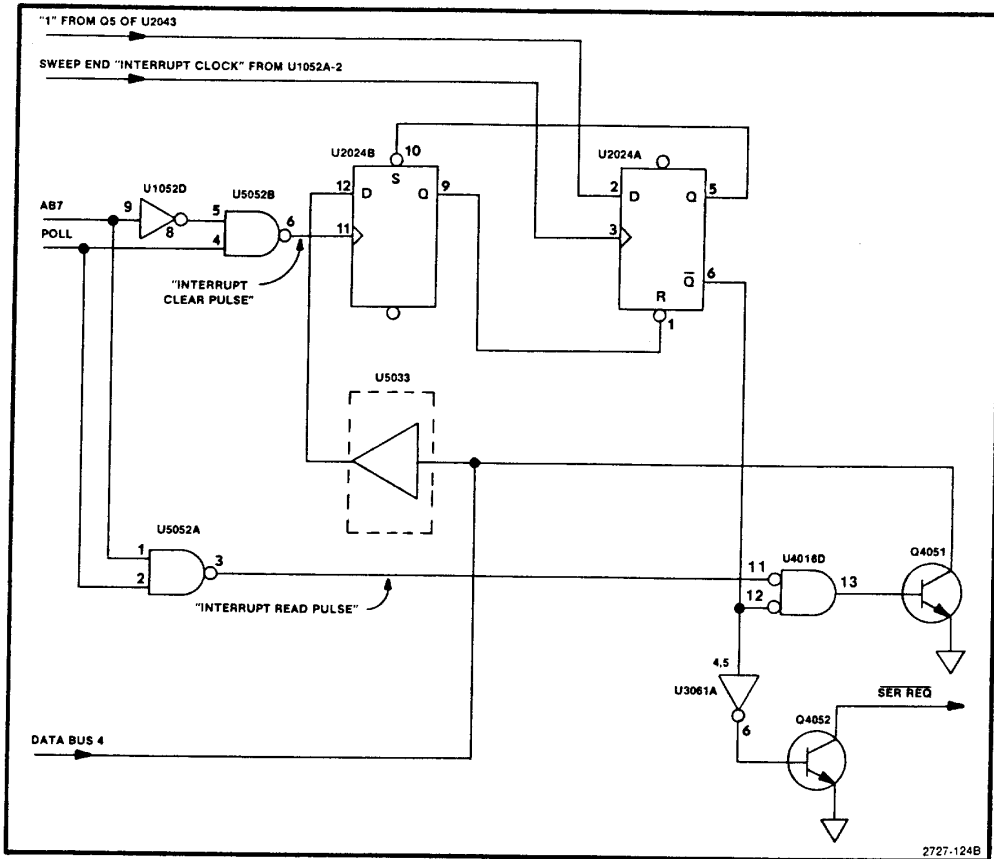 "1" FROM Q5 OF U2043
SWEEP END "INTERRUPT CLOCK" FROM U1052A-2
U2024B
10
S
12
D
Q
9
11
U2024A
2
D
Q
5
3
Q̅
6
R
1
AB7
POLL
U1052D
9
8
U5052B
5
4
6
"INTERRUPT
CLEAR PULSE"
U5033
U5052A
1
2
3
"INTERRUPT READ PULSE"
U4016D
11
12
13
Q4051
4,5
U3061A
6
Q4052
S̅E̅R̅ ̅R̅E̅Q̅
DATA BUS 4
2727-124B